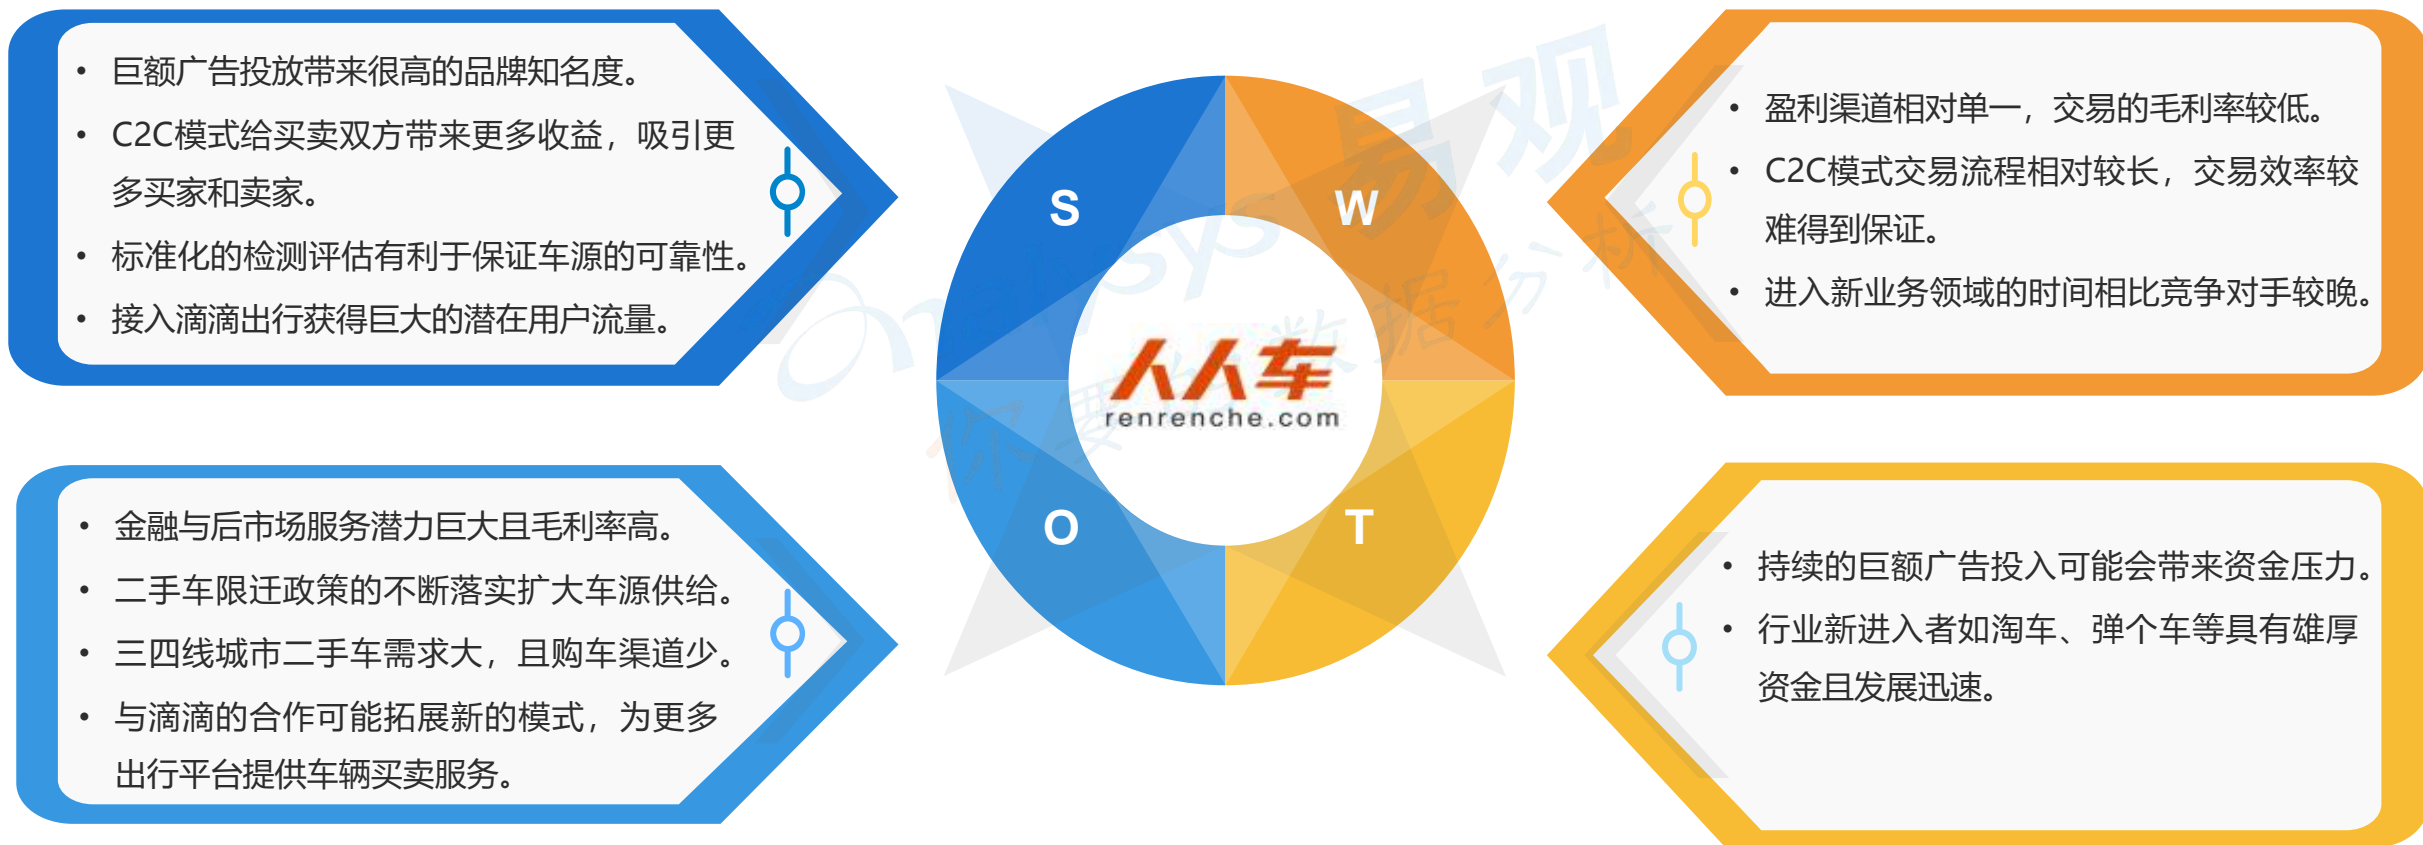 • 巨额广告投放带来很高的品牌知名度。
• C2C模式给买卖双方带来更多收益，吸引更
多买家和卖家。
• 标准化的检测评估有利于保证车源的可靠性。
• 接入滴滴出行获得巨大的潜在用户流量。
S
W
• 盈利渠道相对单一，交易的毛利率较低。
• C2C模式交易流程相对较长，交易效率较
难得到保证。
• 进入新业务领域的时间相比竞争对手较晚。
人人车
renrenche.com
• 金融与后市场服务潜力巨大且毛利率高。
• 二手车限迁政策的不断落实扩大车源供给。
• 三四线城市二手车需求大，且购车渠道少。
• 与滴滴的合作可能拓展新的模式，为更多
出行平台提供车辆买卖服务。
O
T
• 持续的巨额广告投入可能会带来资金压力。
• 行业新进入者如淘车、弹个车等具有雄厚
资金且发展迅速。
Analysys 易观
你要的数据分析